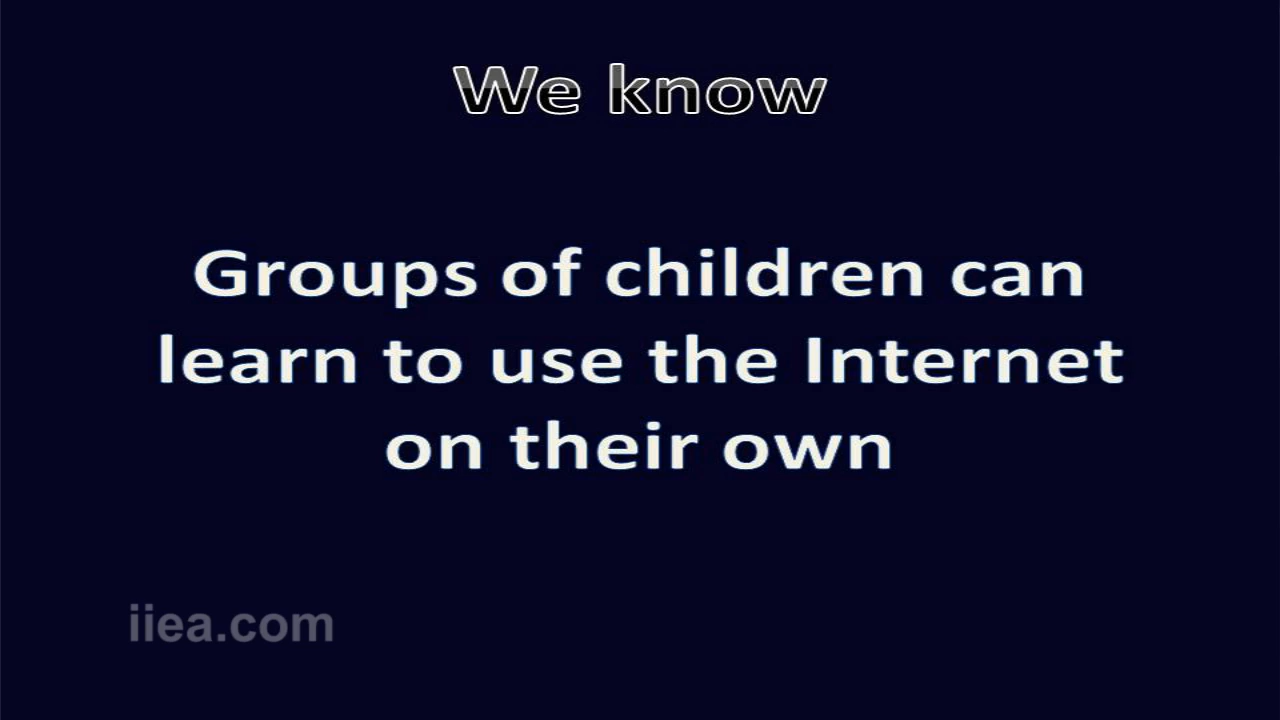 We know
Groups of children can
learn to use the Internet
on their own
iiea.com